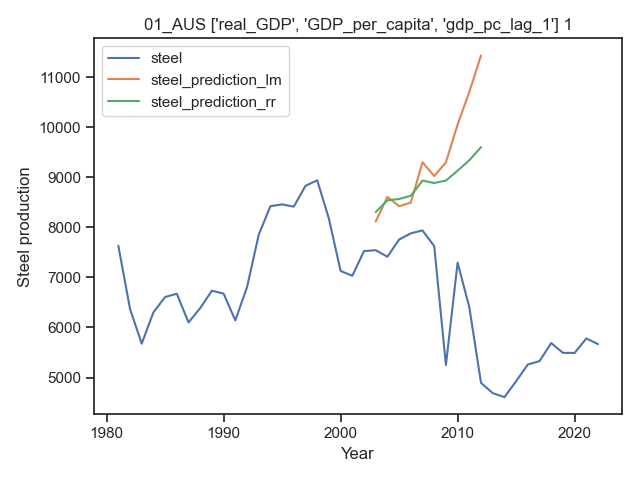 01_AUS ['real_GDP', 'GDP_per_capita', 'gdp_pc_lag_1'] 1
steel
steel_prediction_lm
steel_prediction_rr
11000
10000
9000
8000
7000
6000
5000
Steel production
1980
1990
2000
2010
2020
Year